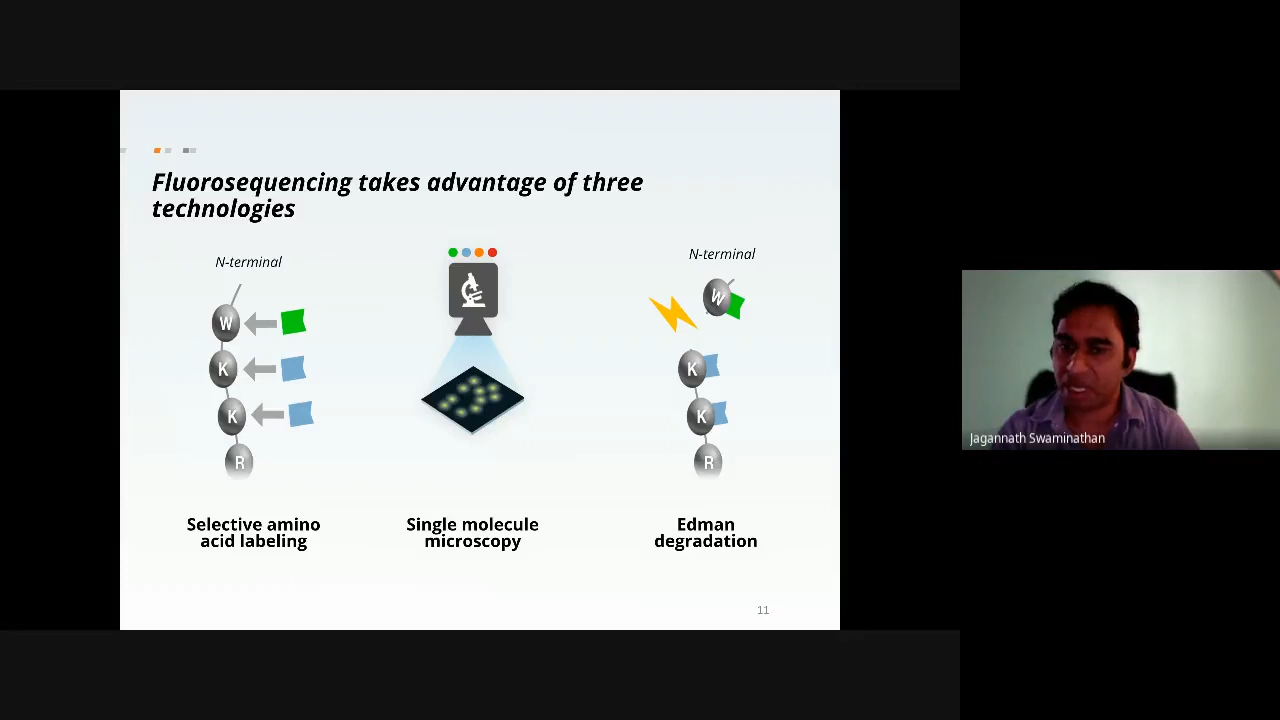 Fluorosequencing takes advantage of three
technologies
N-terminal
W
K
K
R
N-terminal
W
K
K
R
Selective amino
acid labeling
Single molecule
microscopy
Edman
degradation
11
Jagannath Swaminathan